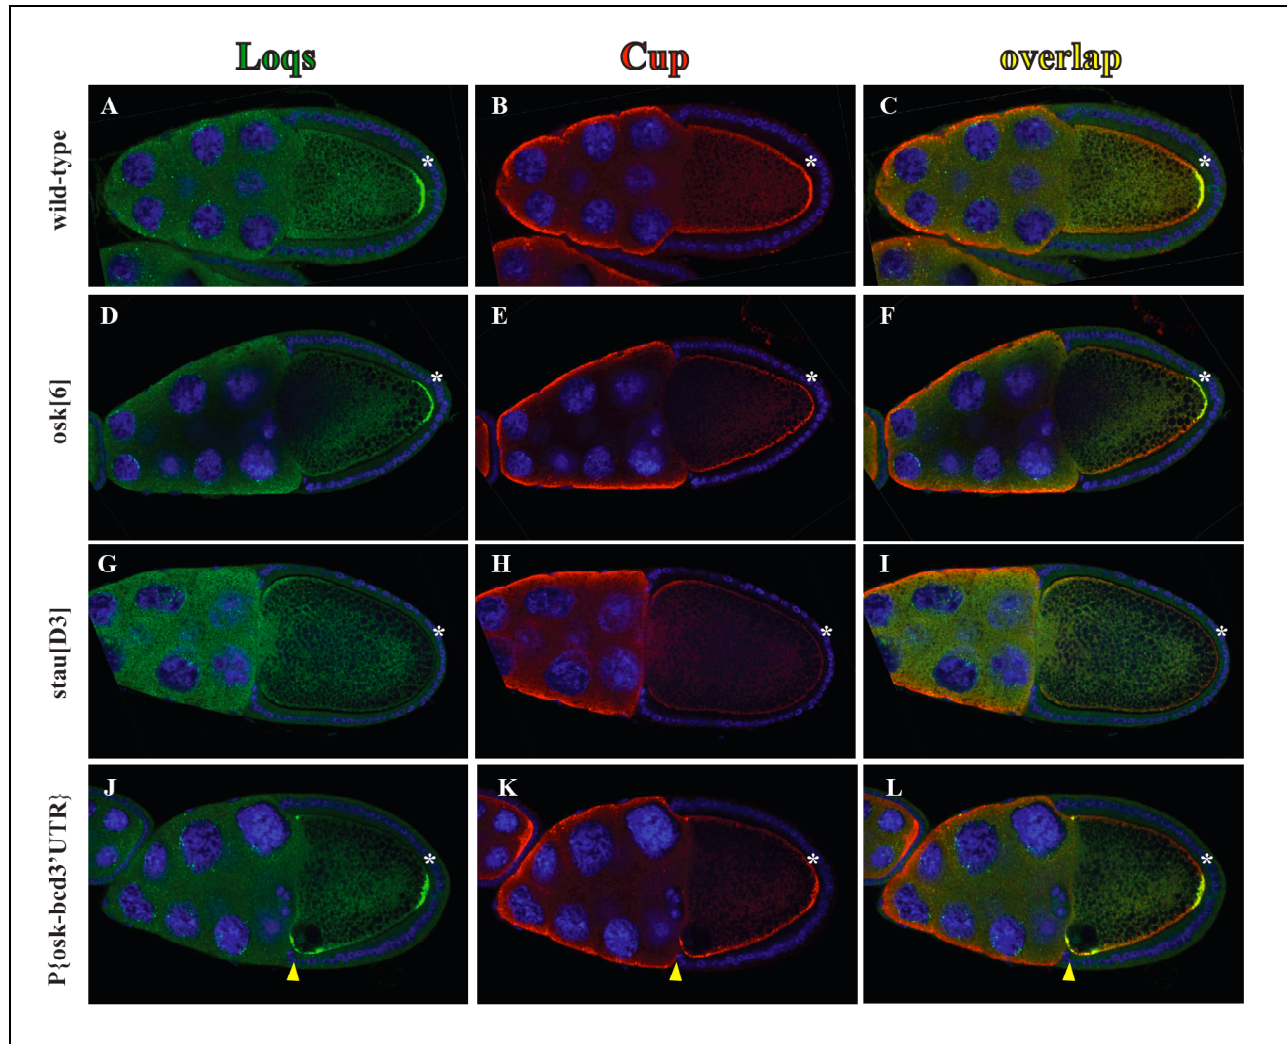 Loqs Cup overlap
wild-type
A * B * C *
osk[6]
D * E * F *
stau[D3]
G * H * I *
P{osk-bcd3'UTR}
J * K * L *